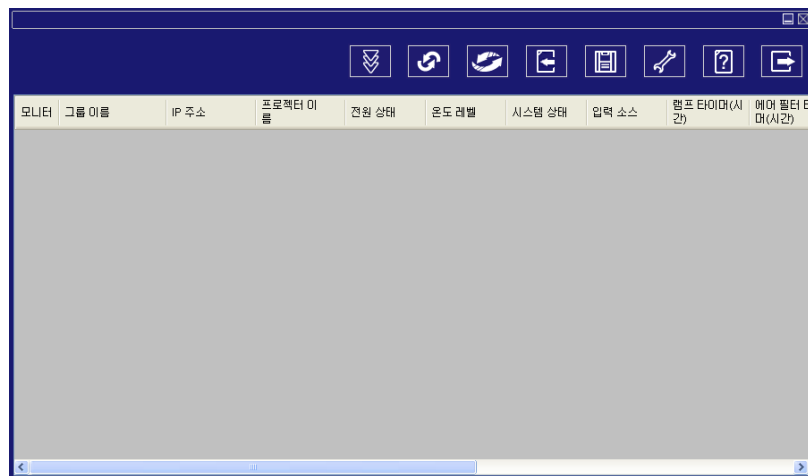 모니터 그룹 이름 IP 주소 프로젝터 이름 전원 상태 온도 레벨 시스템 상태 입력 소스 램프 타이머(시간) 에어 필터 타머(시간)